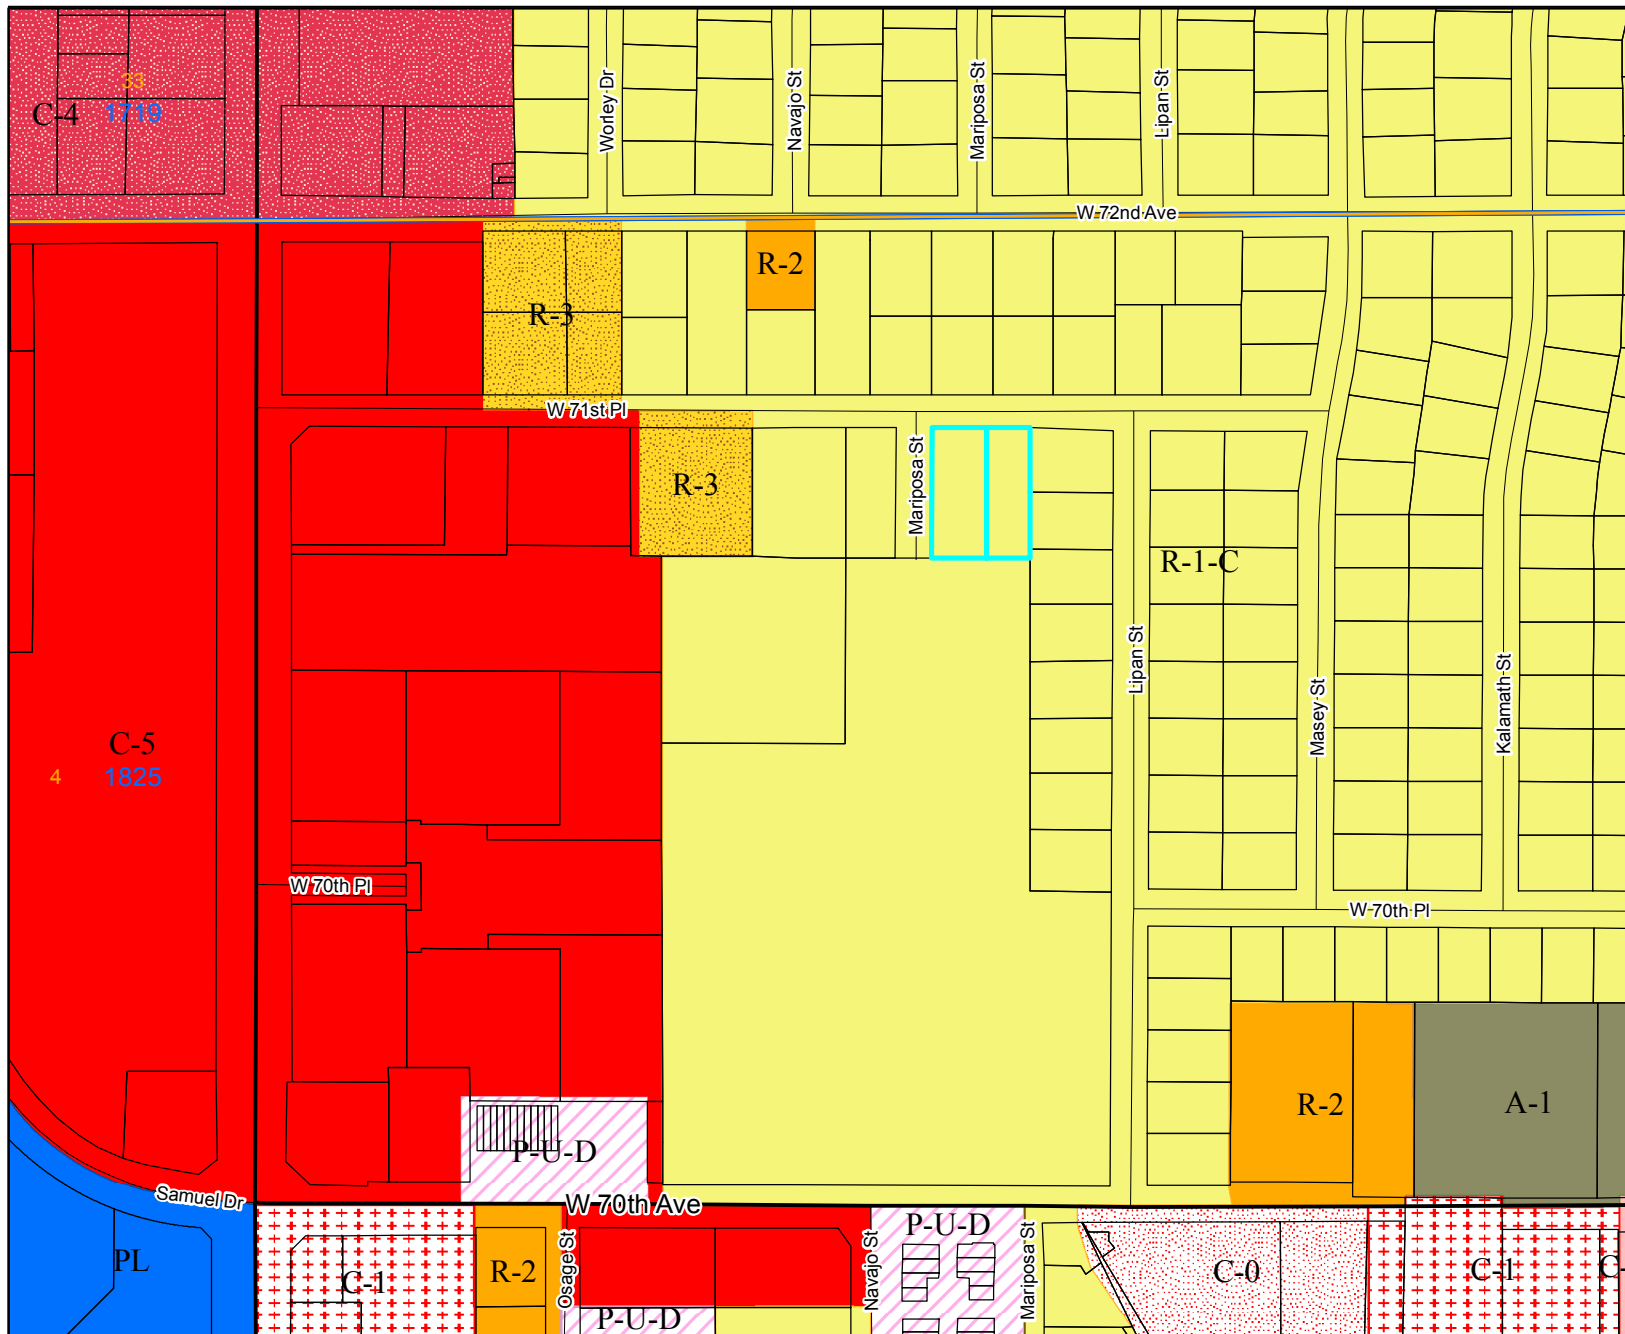 Worley Dr
Navajo St
Mariposa St
Lipan St
33
C-4
1719
W 72nd Ave
R-2
R-3
W 71st Pl
R-3
Mariposa St
R-1-C
Lipan St
Masey St
Kalamath St
C-5
4
1825
W 70th Pl
W 70th Pl
R-2
A-1
P-U-D
Samuel Dr
W 70th Ave
P-U-D
PL
C-1
R-2
Osage St
Navajo St
Mariposa St
C-0
C-1
C-
P-U-D